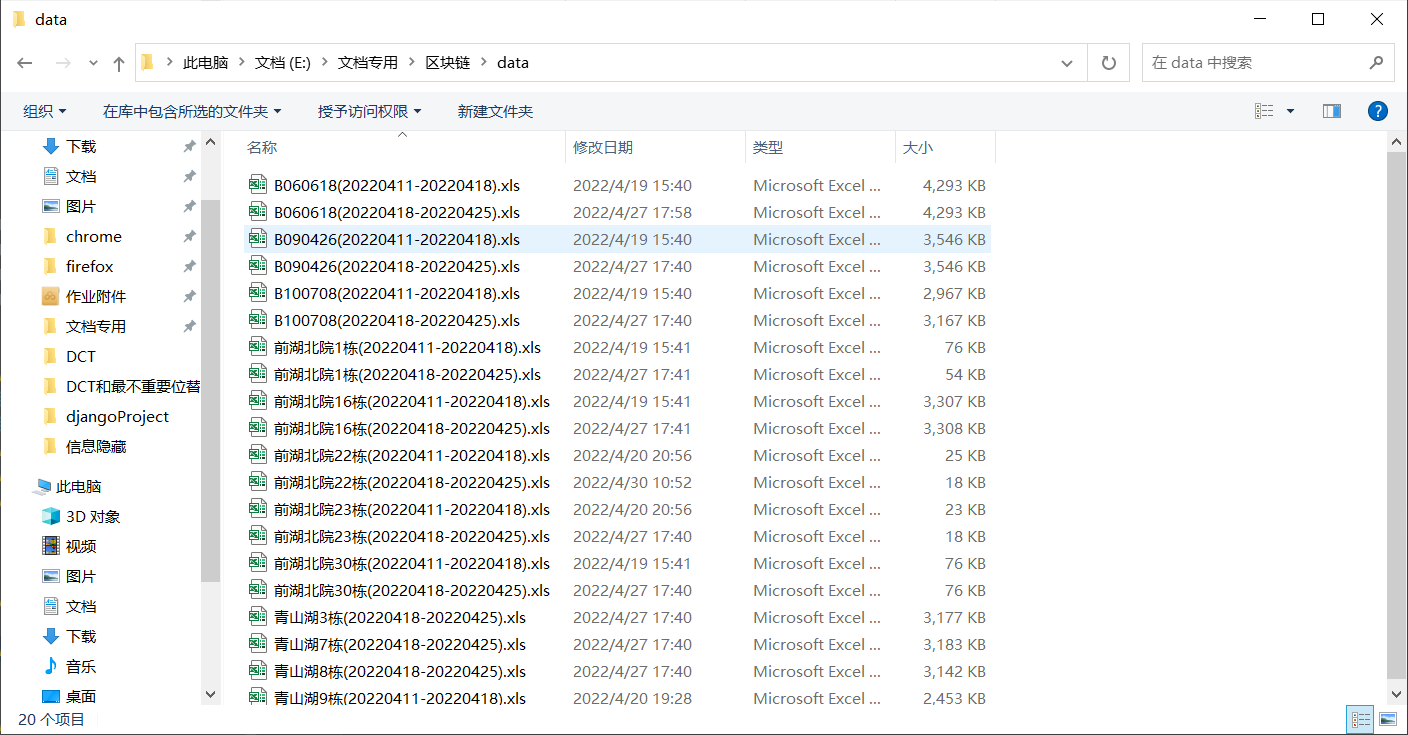 data
此电脑 文档 (E:) 文档专用 区块链 data
在 data 中搜索
组织 在库中包含所选的文件夹 授予访问权限 新建文件夹
下载
文档
图片
chrome
firefox
作业附件
文档专用
DCT
DCT和最不重要位替
djangoProject
信息隐藏
此电脑
3D 对象
视频
图片
文档
下载
音乐
桌面
名称 修改日期 类型 大小
B060618(20220411-20220418).xls 2022/4/19 15:40 Microsoft Excel ... 4,293 KB
B060618(20220418-20220425).xls 2022/4/27 17:58 Microsoft Excel ... 4,293 KB
B090426(20220411-20220418).xls 2022/4/19 15:40 Microsoft Excel ... 3,546 KB
B090426(20220418-20220425).xls 2022/4/27 17:40 Microsoft Excel ... 3,546 KB
B100708(20220411-20220418).xls 2022/4/19 15:40 Microsoft Excel ... 2,967 KB
B100708(20220418-20220425).xls 2022/4/27 17:40 Microsoft Excel ... 3,167 KB
前湖北院1栋(20220411-20220418).xls 2022/4/19 15:41 Microsoft Excel ... 76 KB
前湖北院1栋(20220418-20220425).xls 2022/4/27 17:41 Microsoft Excel ... 54 KB
前湖北院16栋(20220411-20220418).xls 2022/4/19 15:41 Microsoft Excel ... 3,307 KB
前湖北院16栋(20220418-20220425).xls 2022/4/27 17:41 Microsoft Excel ... 3,308 KB
前湖北院22栋(20220411-20220418).xls 2022/4/20 20:56 Microsoft Excel ... 25 KB
前湖北院22栋(20220418-20220425).xls 2022/4/30 10:52 Microsoft Excel ... 18 KB
前湖北院23栋(20220411-20220418).xls 2022/4/20 20:56 Microsoft Excel ... 23 KB
前湖北院23栋(20220418-20220425).xls 2022/4/27 17:40 Microsoft Excel ... 18 KB
前湖北院30栋(20220411-20220418).xls 2022/4/19 15:41 Microsoft Excel ... 76 KB
前湖北院30栋(20220418-20220425).xls 2022/4/27 17:40 Microsoft Excel ... 76 KB
青山湖3栋(20220418-20220425).xls 2022/4/27 17:40 Microsoft Excel ... 3,177 KB
青山湖7栋(20220418-20220425).xls 2022/4/27 17:40 Microsoft Excel ... 3,183 KB
青山湖8栋(20220418-20220425).xls 2022/4/27 17:40 Microsoft Excel ... 3,142 KB
青山湖9栋(20220411-20220418).xls 2022/4/20 19:28 Microsoft Excel ... 2,453 KB
20 个项目